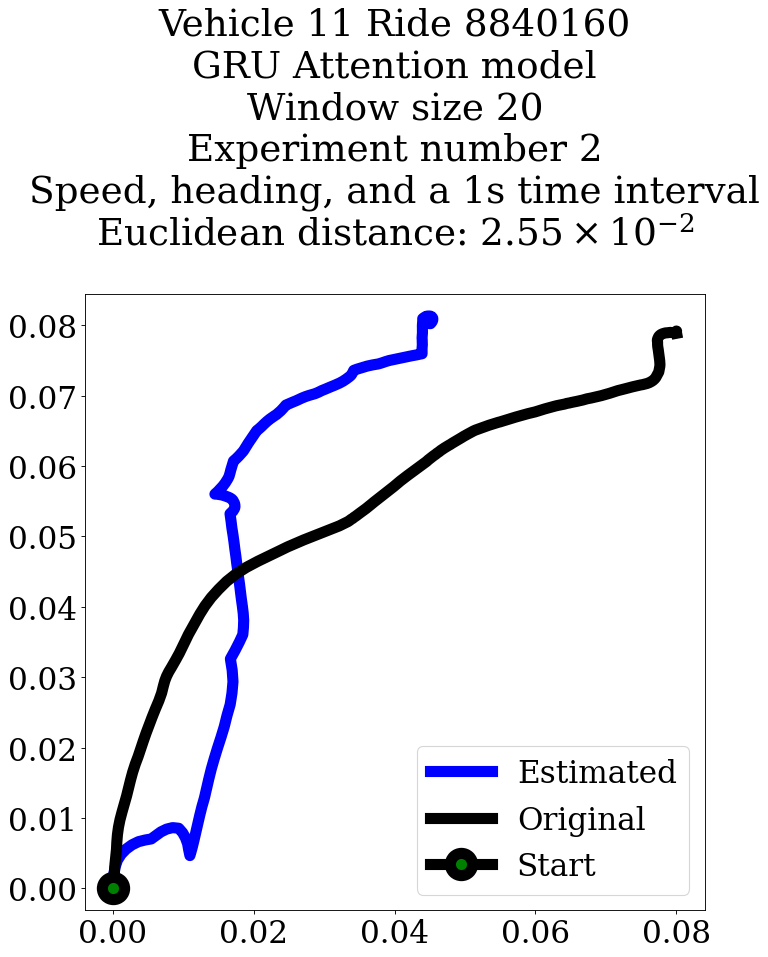 Vehicle 11 Ride 8840160
GRU Attention model
Window size 20
Experiment number 2
Speed, heading, and a 1s time interval
Euclidean distance: 2.55 × 10⁻²
0.08
0.07
0.06
0.05
0.04
0.03
0.02
0.01
0.00
Estimated
Original
Start
0.00 0.02 0.04 0.06 0.08